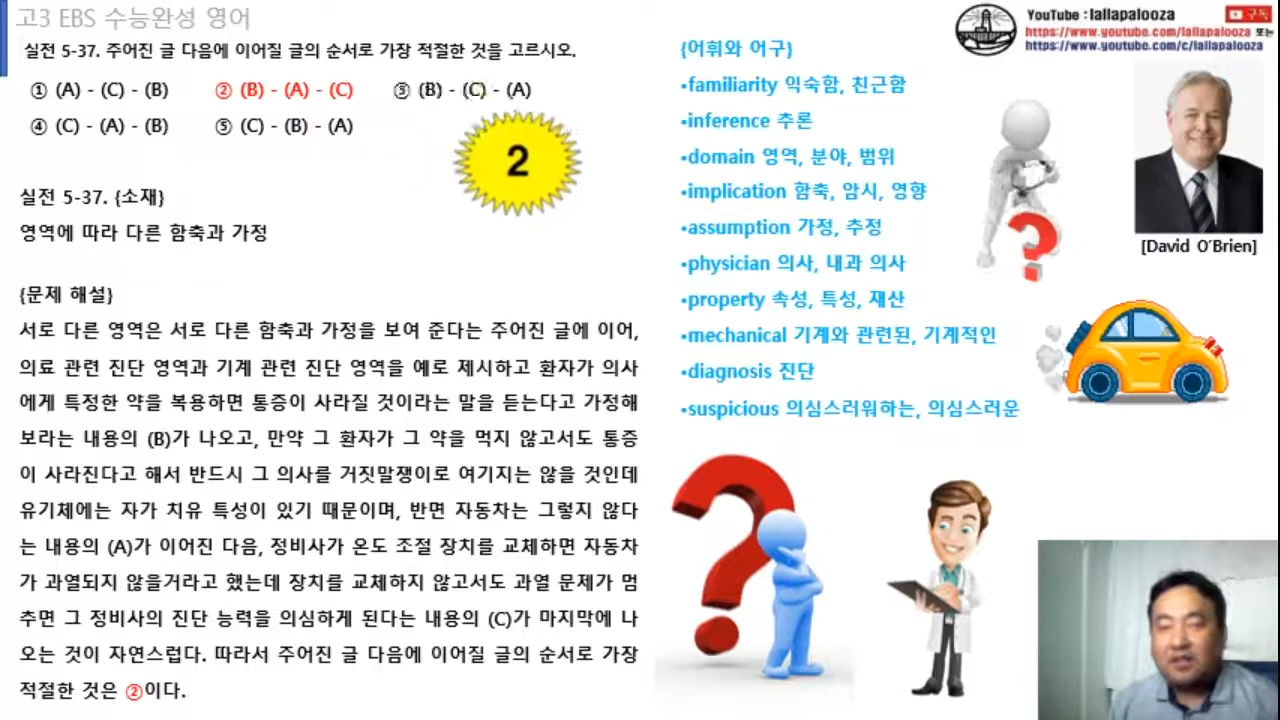 고3 EBS 수능완성 영어
실전 5-37. 주어진 글 다음에 이어질 글의 순서로 가장 적절한 것을 고르시오.
① (A) - (C) - (B) ② (B) - (A) - (C) ③ (B) - (C) - (A)
④ (C) - (A) - (B) ⑤ (C) - (B) - (A)
2
실전 5-37. {소재}
영역에 따라 다른 함축과 가정
{문제 해설}
서로 다른 영역은 서로 다른 함축과 가정을 보여 준다는 주어진 글에 이어,
의료 관련 진단 영역과 기계 관련 진단 영역을 예로 제시하고 환자가 의사
에게 특정한 약을 복용하면 통증이 사라질 것이라는 말을 듣는다고 가정해
보라는 내용의 (B)가 나오고, 만약 그 환자가 그 약을 먹지 않고서도 통증
이 사라진다고 해서 반드시 그 의사를 거짓말쟁이로 여기지는 않을 것인데
유기체에는 자가 치유 특성이 있기 때문이며, 반면 자동차는 그렇지 않다
는 내용의 (A)가 이어진 다음, 정비사가 온도 조절 장치를 교체하면 자동차
가 과열되지 않을거라고 했는데 장치를 교체하지 않고서도 과열 문제가 멈
추면 그 정비사의 진단 능력을 의심하게 된다는 내용의 (C)가 마지막에 나
오는 것이 자연스럽다. 따라서 주어진 글 다음에 이어질 글의 순서로 가장
적절한 것은 ②이다.
{어휘와 어구}
•familiarity 익숙함, 친근함
•inference 추론
•domain 영역, 분야, 범위
•implication 함축, 암시, 영향
•assumption 가정, 추정
•physician 의사, 내과 의사
•property 속성, 특성, 재산
•mechanical 기계와 관련된, 기계적인
•diagnosis 진단
•suspicious 의심스러워하는, 의심스러운
YouTube : lallapalooza 구독
https://www.youtube.com/lallapalooza 또는
https://www.youtube.com/c/lallapalooza
[David O'Brien]